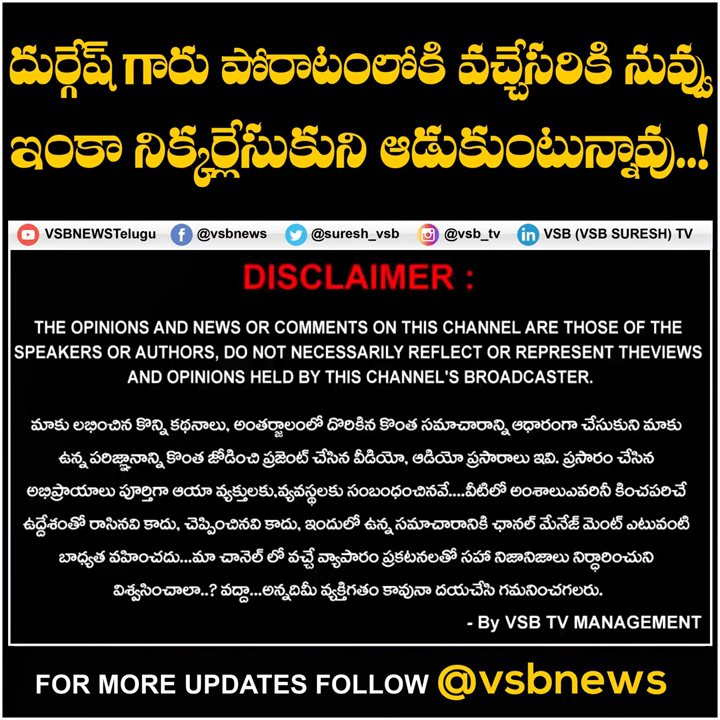 దుర్గేష్ గారు పోరాటంలోకి వచ్చేసరికి నువ్వు
ఇంకా నిక్కర్లేసుకుని ఆడుకుంటున్నావు..!
VSBNEWSTelugu @vsbnews @suresh_vsb @vsb_tv VSB (VSB SURESH) TV
DISCLAIMER :
THE OPINIONS AND NEWS OR COMMENTS ON THIS CHANNEL ARE THOSE OF THE
SPEAKERS OR AUTHORS, DO NOT NECESSARILY REFLECT OR REPRESENT THEVIEWS
AND OPINIONS HELD BY THIS CHANNEL'S BROADCASTER.
మాకు లభించిన కొన్ని కథనాలు, అంతర్జాలంలో దొరికిన కొంత సమాచారాన్ని ఆధారంగా చేసుకుని మాకు
ఉన్న పరిజ్ఞానాన్ని కొంత జోడించి ప్రజెంట్ చేసిన వీడియో, ఆడియో ప్రసారాలు ఇవి. ప్రసారం చేసిన
అభిప్రాయాలు పూర్తిగా ఆయా వ్యక్తులకు,వ్యవస్థలకు సంబంధించినవే....వీటిలో అంశాలుఎవరినీ కించపరిచే
ఉద్దేశంతో రాసినవి కాదు, చెప్పించినవి కాదు, ఇందులో ఉన్న సమాచారానికి ఛానల్ మేనేజ్ మెంట్ ఎటువంటి
బాధ్యత వహించదు...మా చానెల్ లో వచ్చే వ్యాపారం ప్రకటనలతో సహా నిజానిజాలు నిర్ధారించుని
విశ్వసించాలా..? వద్దా...అన్నదిమీ వ్యక్తిగతం కావునా దయచేసి గమనించగలరు.
- By VSB TV MANAGEMENT
FOR MORE UPDATES FOLLOW @vsbnews